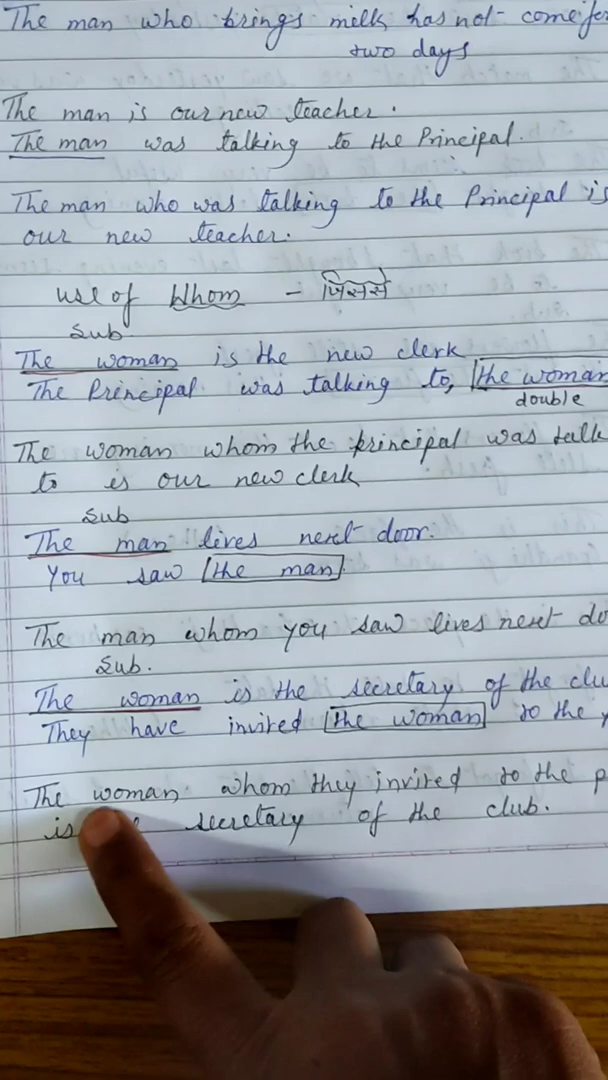 The man who brings milk has not come for
two days
The man is our new teacher.
The man was talking to the Principal.
The man who was talking to the Principal is
our new teacher.
use of Whom - जिससे
Sub
The woman is the new clerk
The Principal was talking to, the woman
double
The woman whom the principal was talk
to is our new clerk
Sub
The man lives next door.
You saw the man
The man whom you saw lives next do
Sub.
The woman is the secretary of the clu
They have invited the woman to the
The woman whom they invited to the p
is secretary of the club.